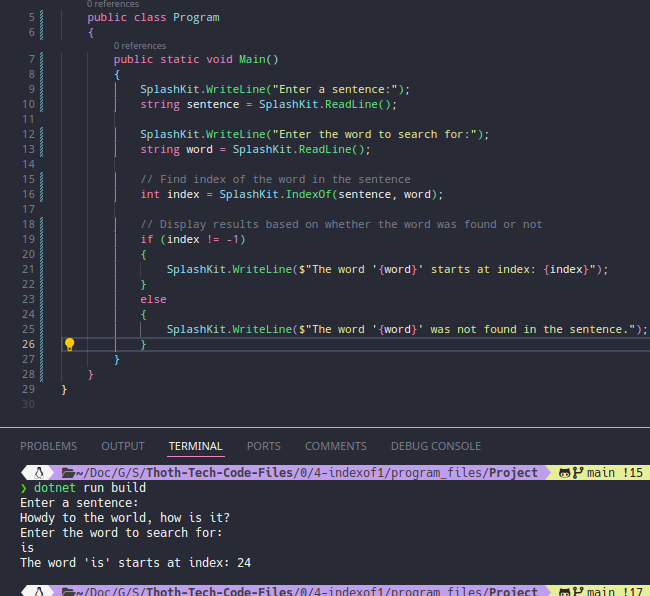 0 references
5 public class Program
6 {
0 references
7 public static void Main()
8 {
9 SplashKit.WriteLine("Enter a sentence:");
10 string sentence = SplashKit.ReadLine();
11
12 SplashKit.WriteLine("Enter the word to search for:");
13 string word = SplashKit.ReadLine();
14
15 // Find index of the word in the sentence
16 int index = SplashKit.IndexOf(sentence, word);
17
18 // Display results based on whether the word was found or not
19 if (index != -1)
20 {
21 SplashKit.WriteLine($"The word '{word}' starts at index: {index}");
22 }
23 else
24 {
25 SplashKit.WriteLine($"The word '{word}' was not found in the sentence.");
26 }
27 }
28 }
29 }
30
PROBLEMS OUTPUT TERMINAL PORTS COMMENTS DEBUG CONSOLE
~/Doc/G/S/Thoth-Tech-Code-Files/0/4-indexof1/program_files/Project main !15
❯ dotnet run build
Enter a sentence:
Howdy to the world, how is it?
Enter the word to search for:
is
The word 'is' starts at index: 24
~/Doc/G/S/Thoth-Tech-Code-Files/0/4-indexof1/program_files/Project main !17